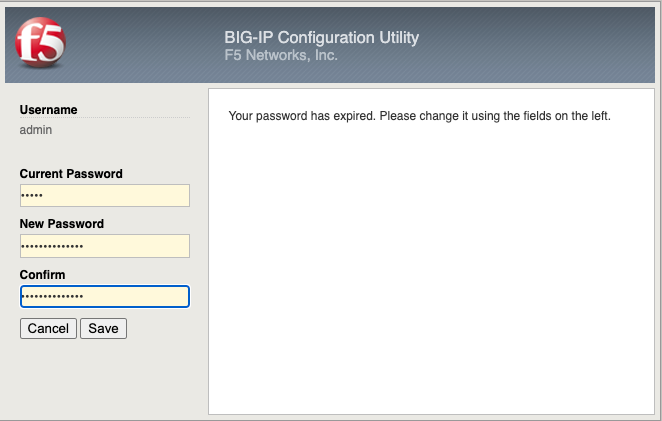 f5
BIG-IP Configuration Utility
F5 Networks, Inc.
Username
admin
Current Password
•••••
New Password
••••••••••••••
Confirm
••••••••••••••
Cancel Save
Your password has expired. Please change it using the fields on the left.